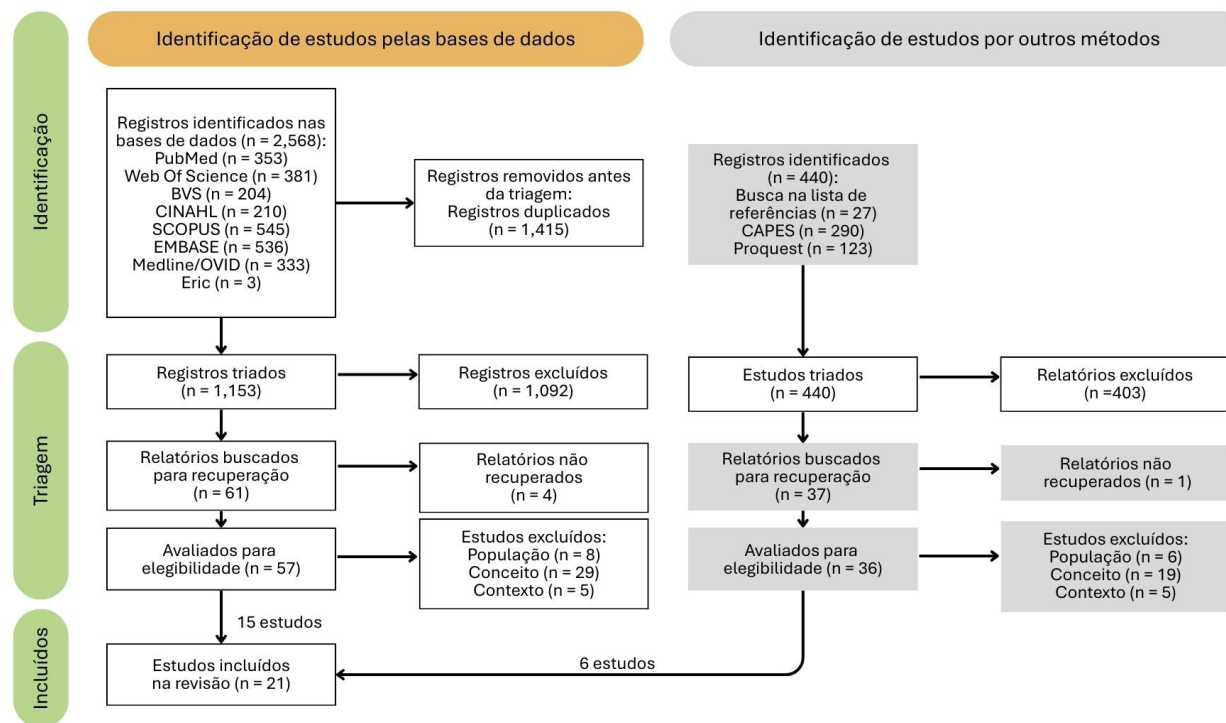 Identificação de estudos pelas bases de dados
Identificação de estudos por outros métodos
Identificação
Registros identificados nas
bases de dados (n = 2,568):
PubMed (n = 353)
Web Of Science (n = 381)
BVS (n = 204)
CINAHL (n = 210)
SCOPUS (n = 545)
EMBASE (n = 536)
Medline/OVID (n = 333)
Eric (n = 3)
Registros removidos antes
da triagem:
Registros duplicados
(n = 1,415)
Registros identificados
(n = 440):
Busca na lista de
referências (n = 27)
CAPES (n = 290)
Proquest (n = 123)
Triagem
Registros triados
(n = 1,153)
Registros excluídos
(n = 1,092)
Estudos triados
(n = 440)
Relatórios excluídos
(n =403)
Relatórios buscados
para recuperação
(n = 61)
Relatórios não
recuperados
(n = 4)
Relatórios buscados
para recuperação
(n = 37)
Relatórios não
recuperados (n = 1)
Avaliados para
elegibilidade (n = 57)
Estudos excluídos:
População (n = 8)
Conceito (n = 29)
Contexto (n = 5)
Avaliados para
elegibilidade (n = 36)
Estudos excluídos:
População (n = 6)
Conceito (n = 19)
Contexto (n = 5)
Incluídos
15 estudos
6 estudos
Estudos incluídos
na revisão (n = 21)